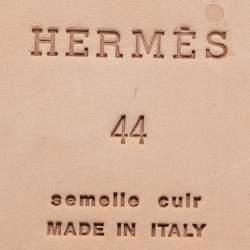 HERMÈS
44
semelle cuir
MADE IN ITALY